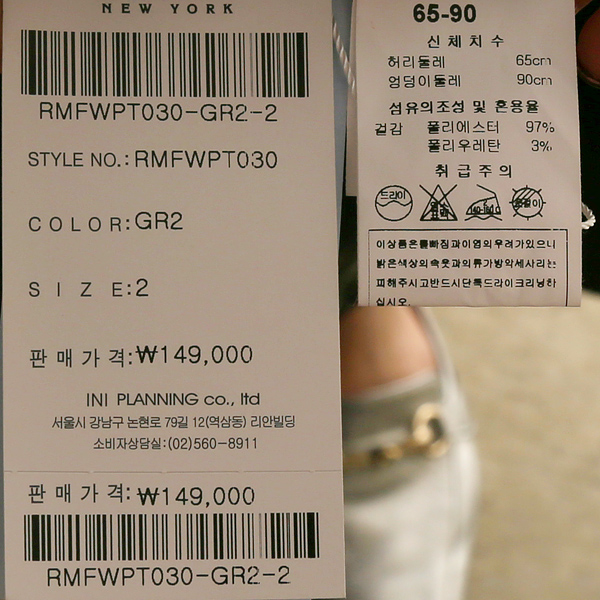 NEW YORK
RMFWPT030-GR2-2
STYLE NO.: RMFWPT030
COLOR: GR2
SIZE: 2
판매가격: ₩149,000
INI PLANNING co., ltd
서울시 강남구 논현로 79길 12(역삼동) 리안빌딩
소비자상담실: (02)560-8911
판매가격: ₩149,000
RMFWPT030-GR2-2
65-90
신체치수
허리둘레 65cm
엉덩이둘레 90cm
섬유의조성 및 혼용율
겉감 폴리에스터 97%
폴리우레탄 3%
취급주의
드라이
이상품은물빠짐과이염의우려가있으니
밝은색상의속옷과의류가방악세사리는
피해주시고반드시단독드라이크리닝하
십시오.